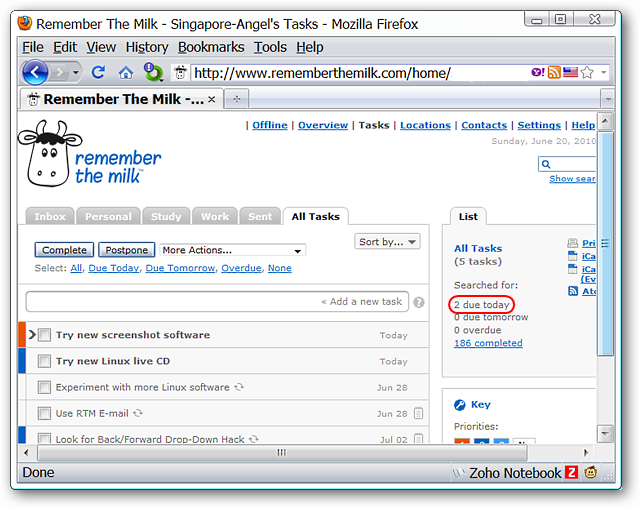 Remember The Milk - Singapore-Angel's Tasks - Mozilla Firefox
File Edit View History Bookmarks Tools Help
http://www.rememberthemilk.com/home/
Remember The Milk -...
| Offline | Overview | Tasks | Locations | Contacts | Settings | Help
Sunday, June 20, 2010
remember
the milk
Show sear
Inbox Personal Study Work Sent All Tasks
List
Complete Postpone More Actions...
Sort by...
Select: All, Due Today, Due Tomorrow, Overdue, None
« Add a new task ?
Try new screenshot software Today
Try new Linux live CD Today
Experiment with more Linux software Jun 28
Use RTM E-mail Jun 28
Look for Back/Forward Drop-Down Hack Jul 02
All Tasks
(5 tasks)
Pri
iCa
iCa
(Ev
Ato
Searched for:
2 due today
0 due tomorrow
0 overdue
186 completed
Key
Priorities:
Done
Zoho Notebook